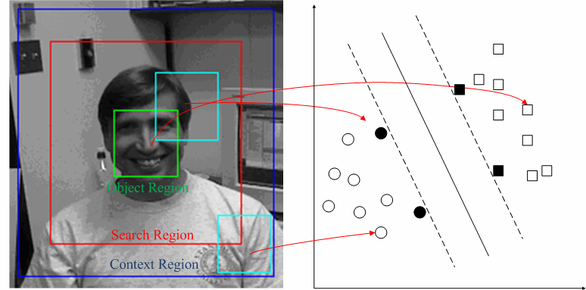 Object Region
Search Region
Context Region